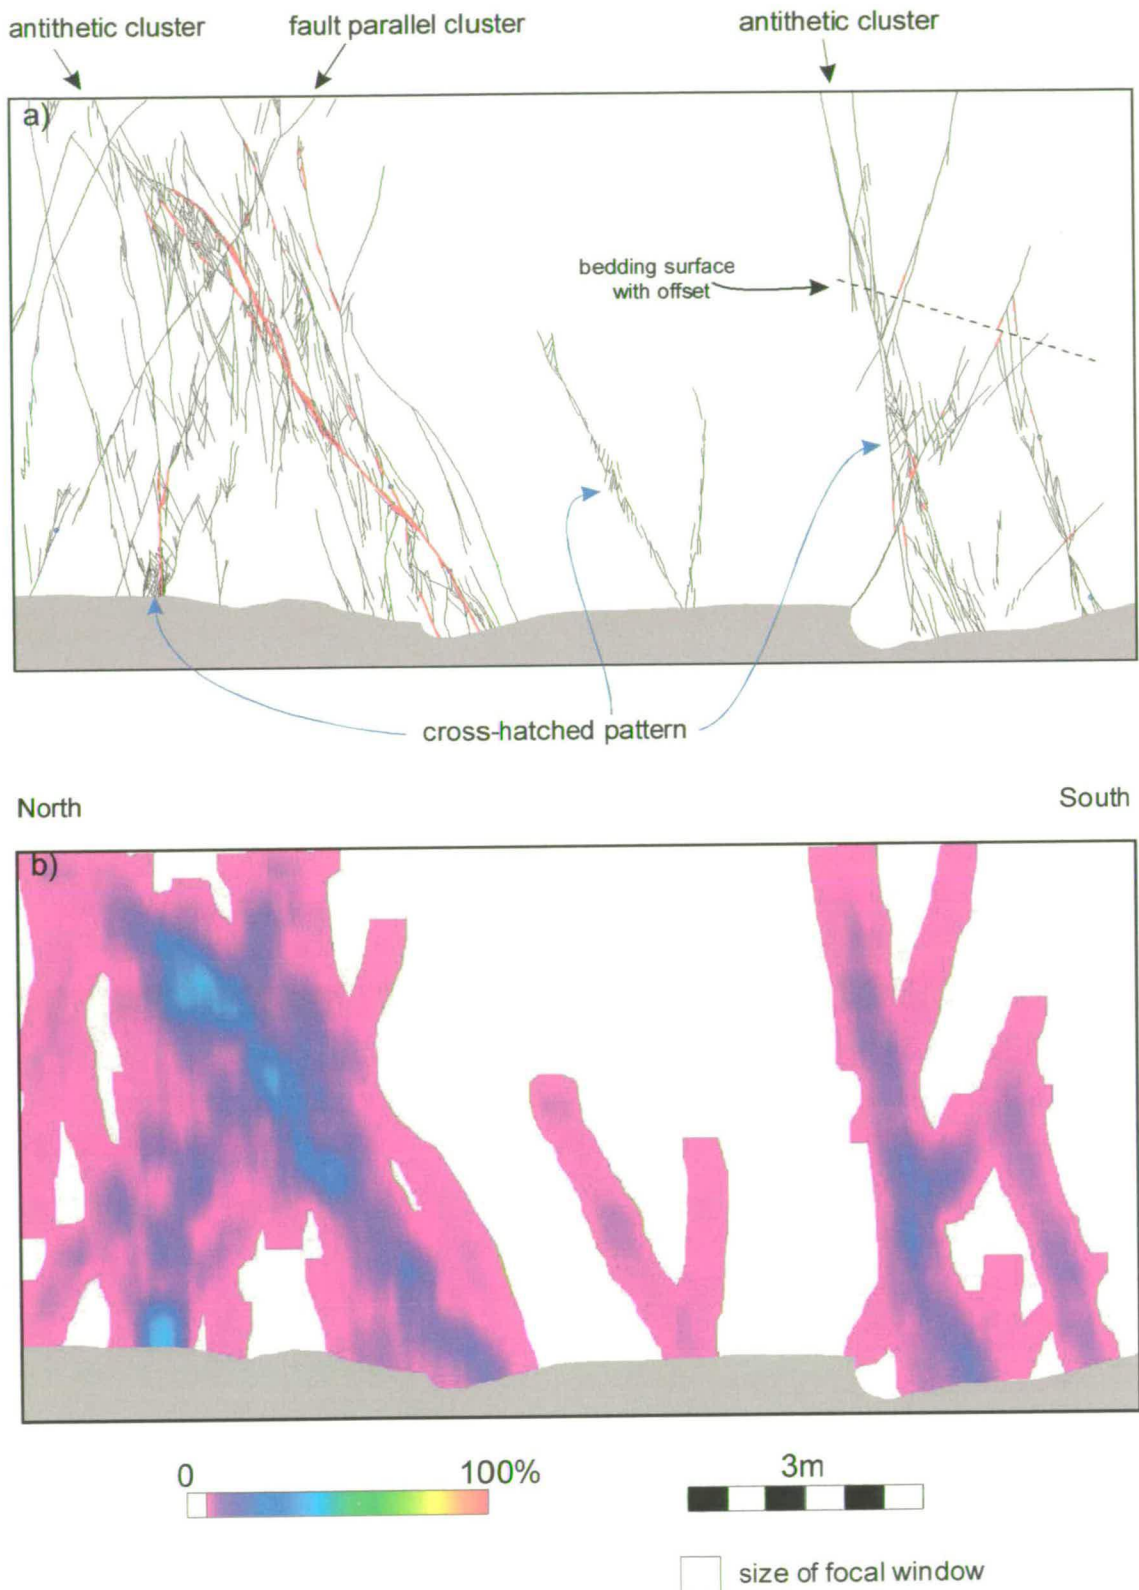 antithetic cluster
fault parallel cluster
antithetic cluster
a)
bedding surface
with offset
cross-hatched pattern
North
South
b)
0
100%
3m
size of focal window